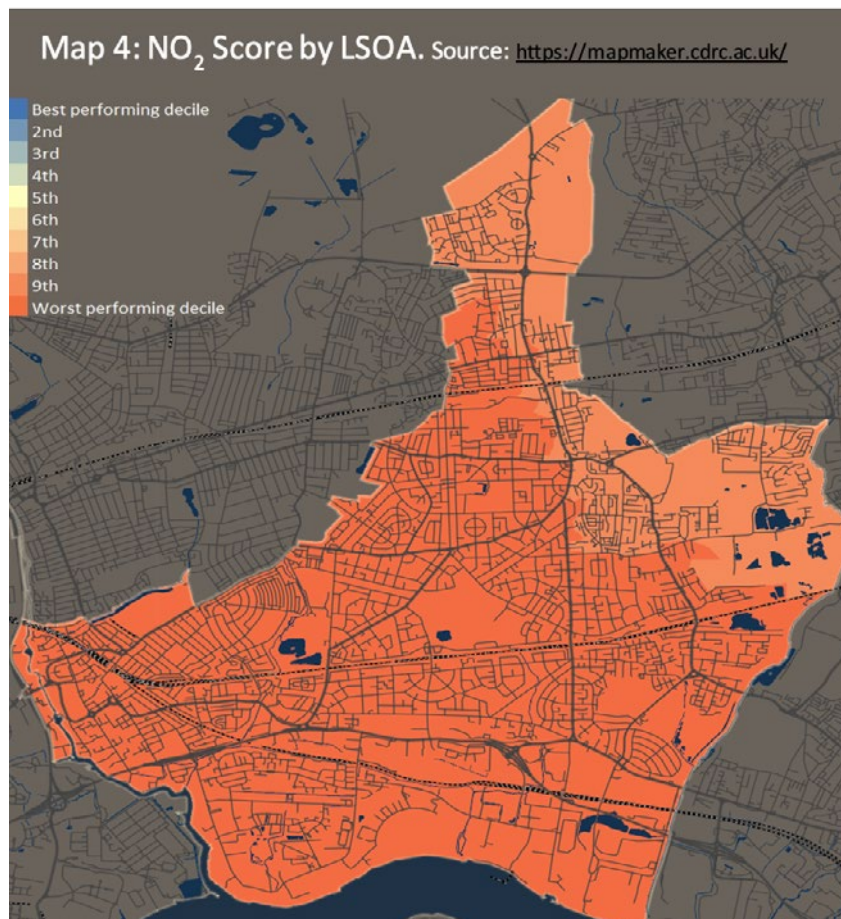 Map 4: NO₂ Score by LSOA. Source: https://mapmaker.cdrc.ac.uk/
Best performing decile
2nd
3rd
4th
5th
6th
7th
8th
9th
Worst performing decile